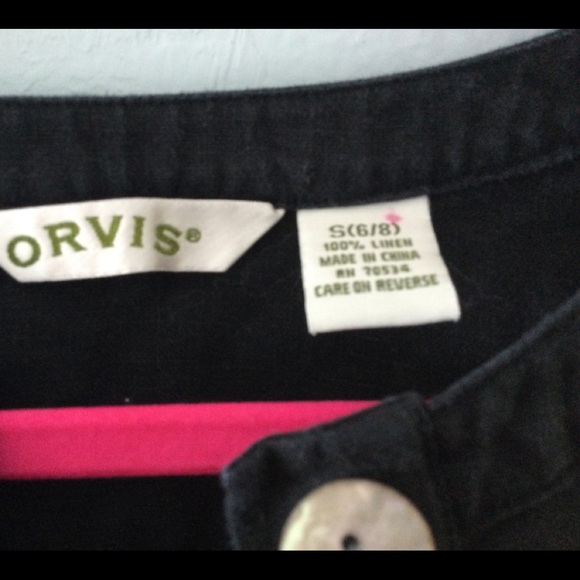 ORVIS®
S(6/8)
100% LINEN
MADE IN CHINA
RN 70534
CARE ON REVERSE